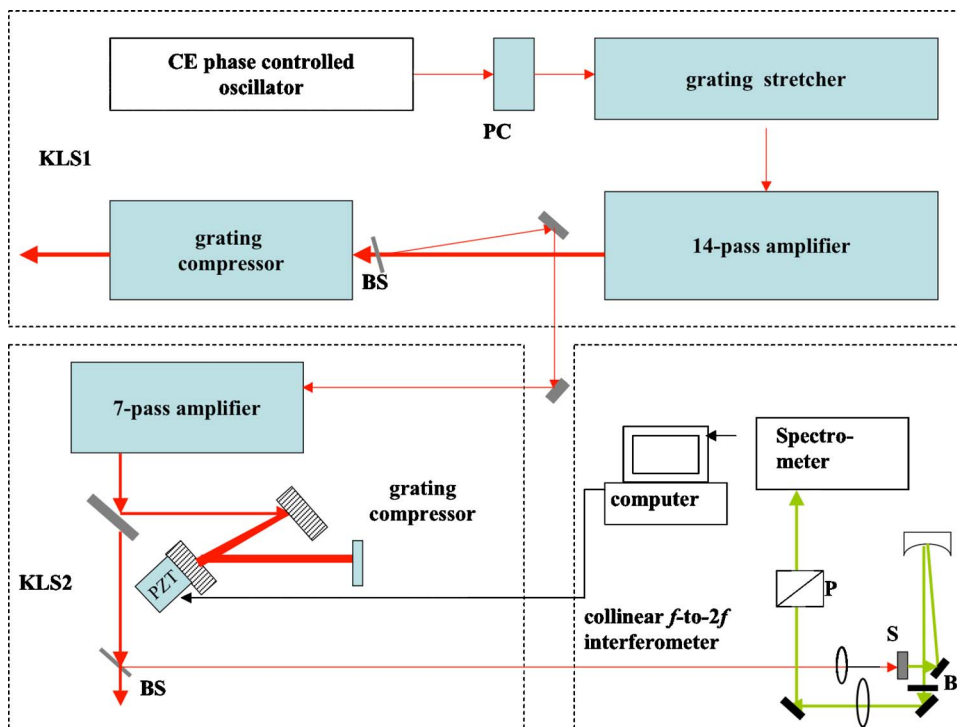 CE phase controlled
oscillator
PC
grating stretcher
KLS1
grating
compressor
BS
14-pass amplifier
7-pass amplifier
grating
compressor
PZT
KLS2
BS
Spectro-
meter
computer
P
collinear f-to-2f
interferometer
S
B